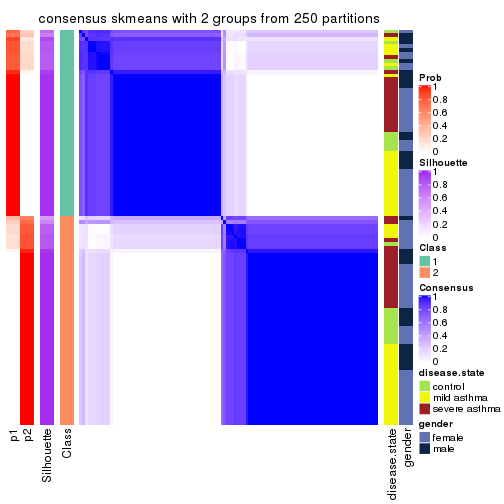 consensus skmeans with 2 groups from 250 partitions
Prob
1
0.8
0.6
0.4
0.2
0
Silhouette
1
0.8
0.6
0.4
0.2
0
Class
1
2
Consensus
1
0.8
0.6
0.4
0.2
0
disease.state
control
mild asthma
severe asthma
gender
female
male
p1
p2
Silhouette
Class
disease.state
gender